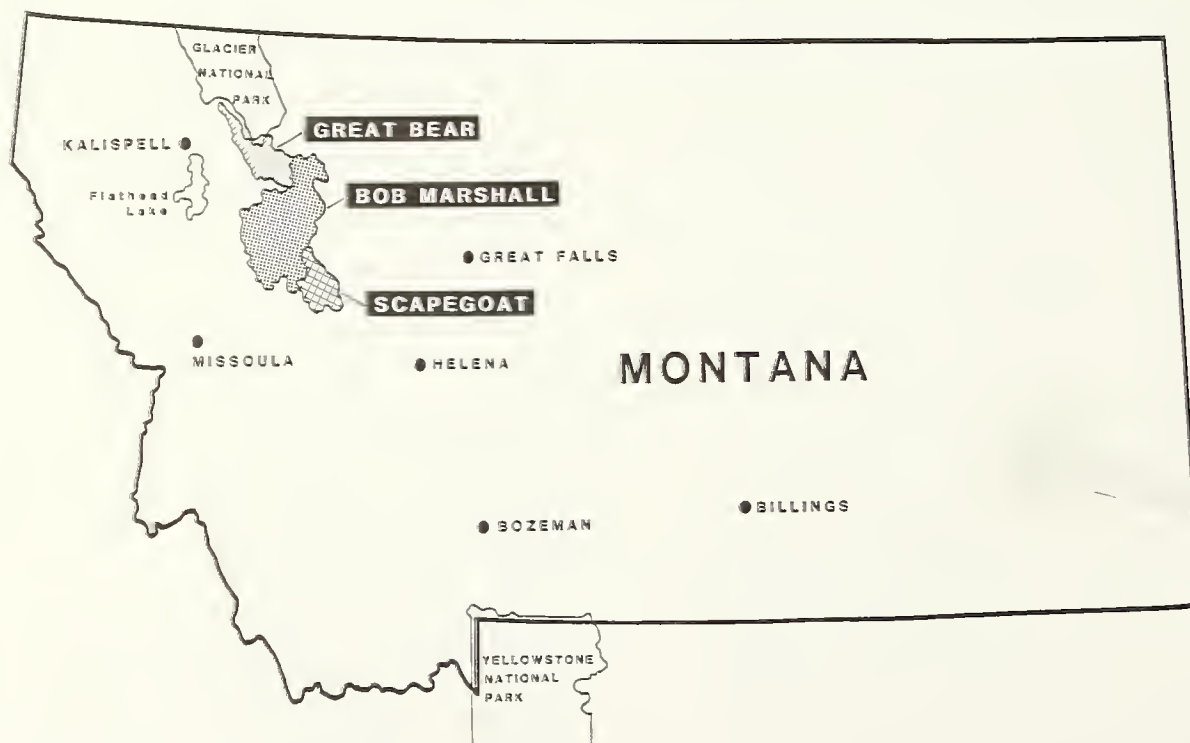 GLACIER
NATIONAL
PARK
GREAT BEAR
KALISPELL
BOB MARSHALL
Flathead
Lake
GREAT FALLS
SCAPEGOAT
MISSOULA
HELENA
MONTANA
BILLINGS
BOZEMAN
YELLOWSTONE
NATIONAL
PARK